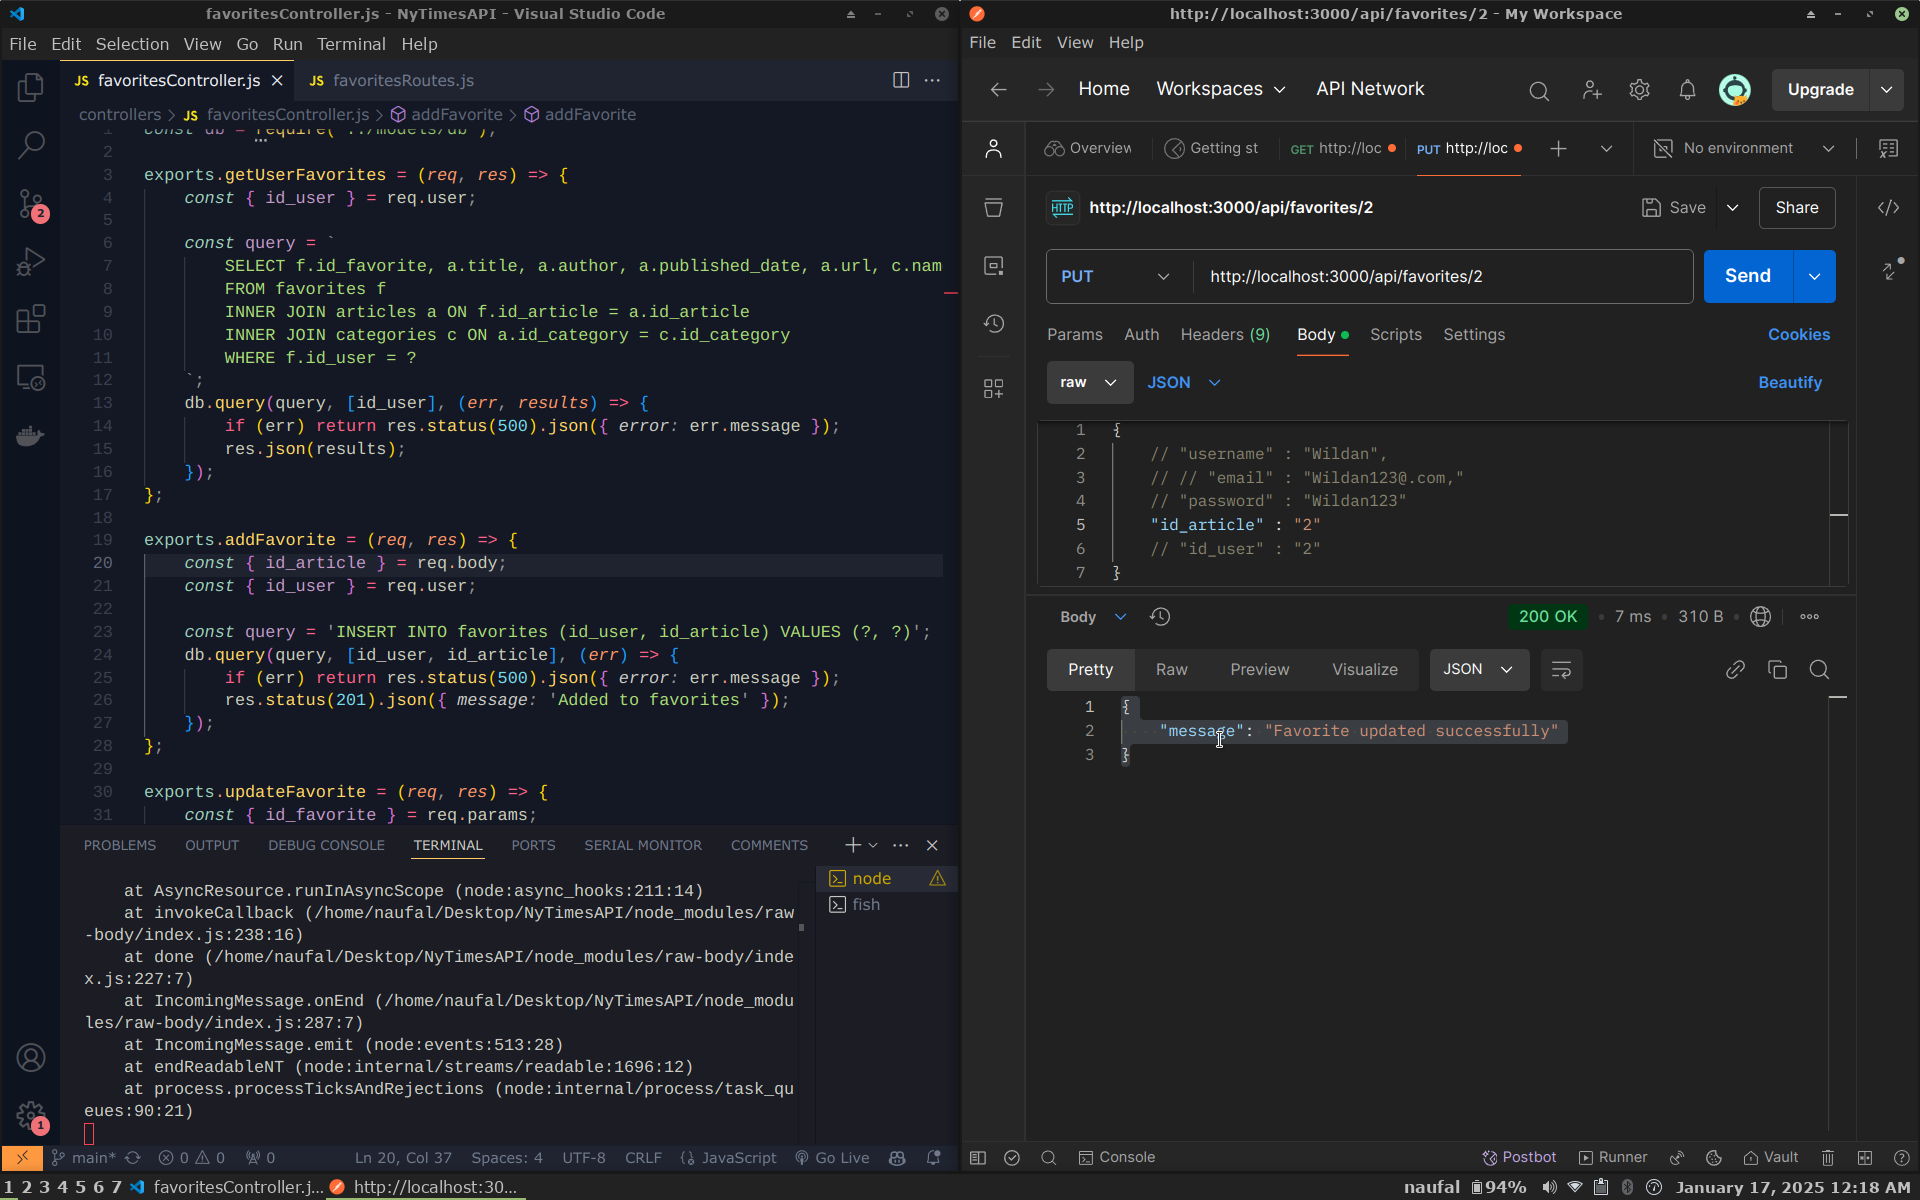 favoritesController.js - NyTimesAPI - Visual Studio Code
File Edit Selection View Go Run Terminal Help
JS favoritesController.js
JS favoritesRoutes.js
controllers > JS favoritesController.js > addFavorite > addFavorite
1 const db = require('../models/db');
2
3 exports.getUserFavorites = (req, res) => {
4 const { id_user } = req.user;
5
6 const query = `
7 SELECT f.id_favorite, a.title, a.author, a.published_date, a.url, c.nam
8 FROM favorites f
9 INNER JOIN articles a ON f.id_article = a.id_article
10 INNER JOIN categories c ON a.id_category = c.id_category
11 WHERE f.id_user = ?
12 `;
13 db.query(query, [id_user], (err, results) => {
14 if (err) return res.status(500).json({ error: err.message });
15 res.json(results);
16 });
17 };
18
19 exports.addFavorite = (req, res) => {
20 const { id_article } = req.body;
21 const { id_user } = req.user;
22
23 const query = 'INSERT INTO favorites (id_user, id_article) VALUES (?, ?)';
24 db.query(query, [id_user, id_article], (err) => {
25 if (err) return res.status(500).json({ error: err.message });
26 res.status(201).json({ message: 'Added to favorites' });
27 });
28 };
29
30 exports.updateFavorite = (req, res) => {
31 const { id_favorite } = req.params;
PROBLEMS OUTPUT DEBUG CONSOLE TERMINAL PORTS SERIAL MONITOR COMMENTS
at AsyncResource.runInAsyncScope (node:async_hooks:211:14)
at invokeCallback (/home/naufal/Desktop/NyTimesAPI/node_modules/raw
-body/index.js:238:16)
at done (/home/naufal/Desktop/NyTimesAPI/node_modules/raw-body/inde
x.js:227:7)
at IncomingMessage.onEnd (/home/naufal/Desktop/NyTimesAPI/node_modu
les/raw-body/index.js:287:7)
at IncomingMessage.emit (node:events:513:28)
at endReadableNT (node:internal/streams/readable:1696:12)
at process.processTicksAndRejections (node:internal/process/task_qu
eues:90:21)
node
fish
2
1
main* 0 0 0 Ln 20, Col 37 Spaces: 4 UTF-8 CRLF {} JavaScript Go Live
http://localhost:3000/api/favorites/2 - My Workspace
File Edit View Help
Home Workspaces API Network Upgrade
Overview Getting st GET http://loc PUT http://loc No environment
HTTP http://localhost:3000/api/favorites/2 Save Share
PUT http://localhost:3000/api/favorites/2 Send
Params Auth Headers (9) Body Scripts Settings Cookies
raw JSON Beautify
1 {
2 // "username" : "Wildan",
3 // // "email" : "Wildan123@.com,"
4 // "password" : "Wildan123"
5 "id_article" : "2"
6 // "id_user" : "2"
7 }
Body 200 OK 7 ms 310 B
Pretty Raw Preview Visualize JSON
1 {
2 "message": "Favorite updated successfully"
3 }
Console Postbot Runner Vault
1 2 3 4 5 6 7 favoritesController.j... http://localhost:30... naufal 94% January 17, 2025 12:18 AM